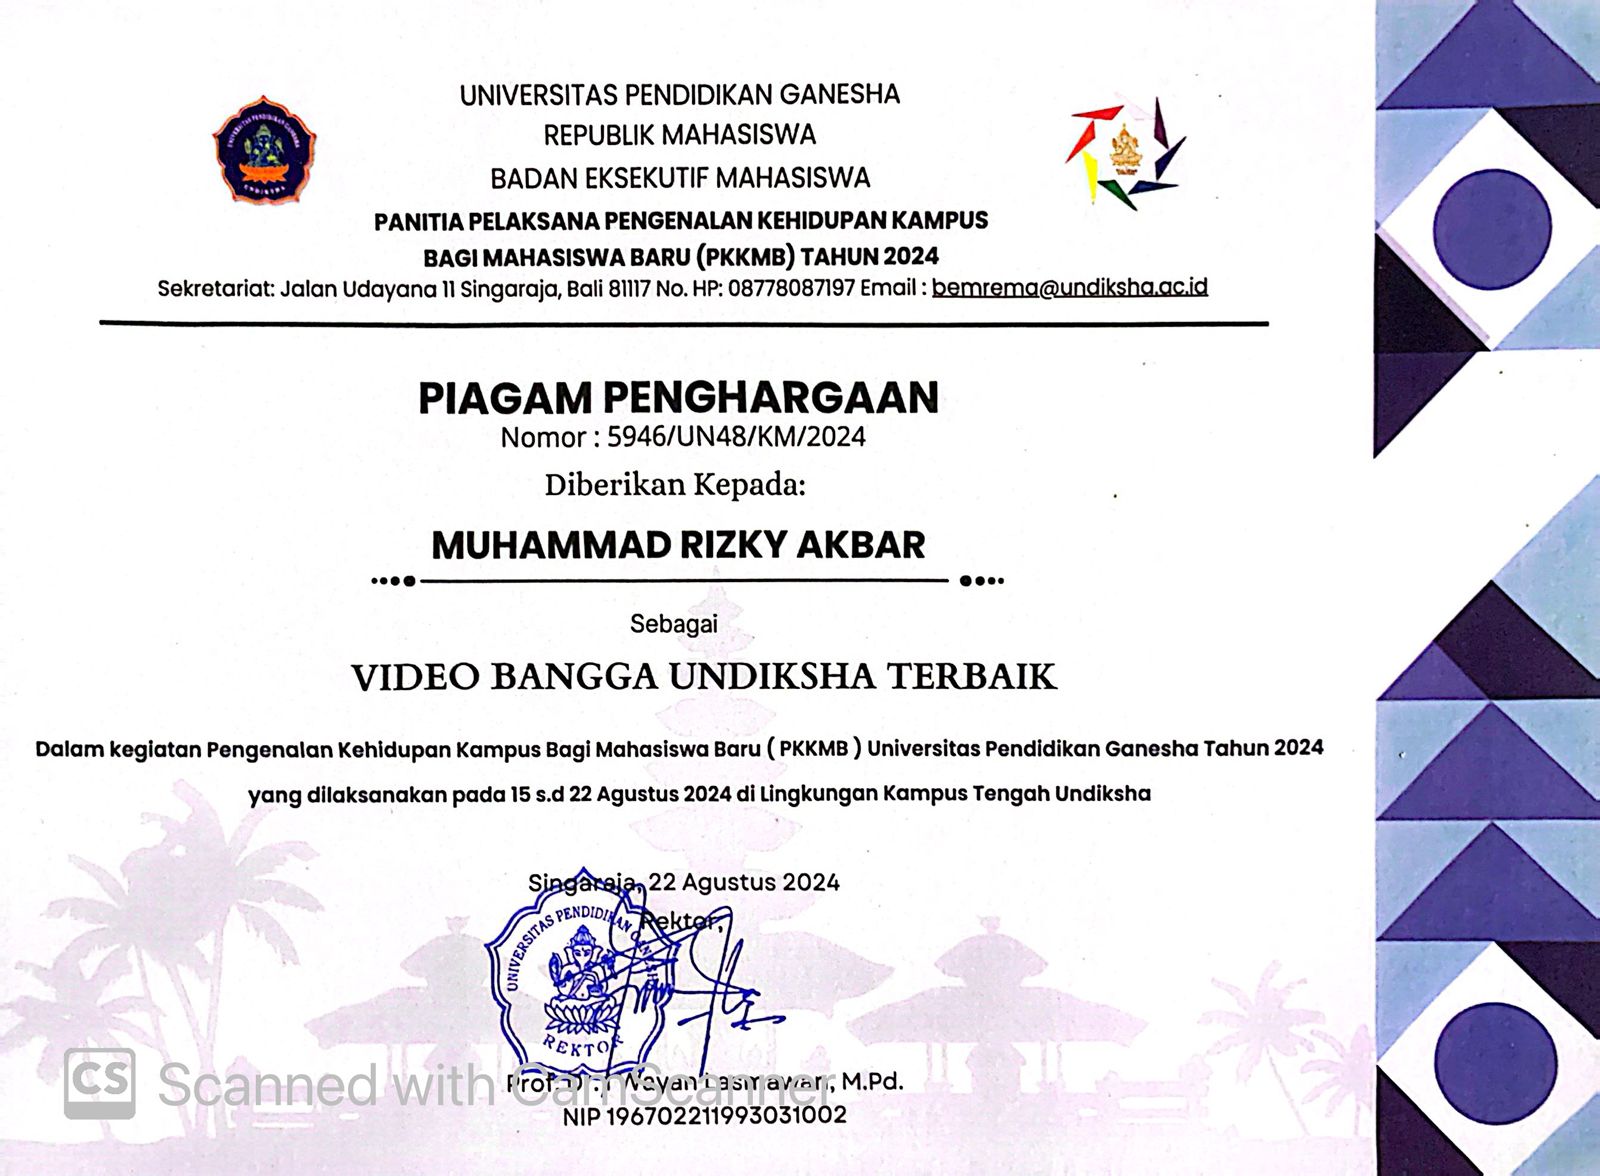 UNIVERSITAS PENDIDIKAN GANESHA
REPUBLIK MAHASISWA
BADAN EKSEKUTIF MAHASISWA
PANITIA PELAKSANA PENGENALAN KEHIDUPAN KAMPUS
BAGI MAHASISWA BARU (PKKMB) TAHUN 2024
Sekretariat: Jalan Udayana 11 Singaraja, Bali 81117 No. HP: 08778087197 Email : bemrema@undiksha.ac.id
UNIVERSITAS PENDIDIKAN GANESHA
UNDIKSHA
PIAGAM PENGHARGAAN
Nomor : 5946/UN48/KM/2024
Diberikan Kepada:
MUHAMMAD RIZKY AKBAR
Sebagai
VIDEO BANGGA UNDIKSHA TERBAIK
Dalam kegiatan Pengenalan Kehidupan Kampus Bagi Mahasiswa Baru ( PKKMB ) Universitas Pendidikan Ganesha Tahun 2024
yang dilaksanakan pada 15 s.d 22 Agustus 2024 di Lingkungan Kampus Tengah Undiksha
Singaraja, 22 Agustus 2024
Rektor,
UNIVERSITAS PENDIDIKAN GANESHA
REKTOR
Prof. Dr. I Wayan Lasmawan, M.Pd.
NIP 196702211993031002
CS Scanned with CamScanner